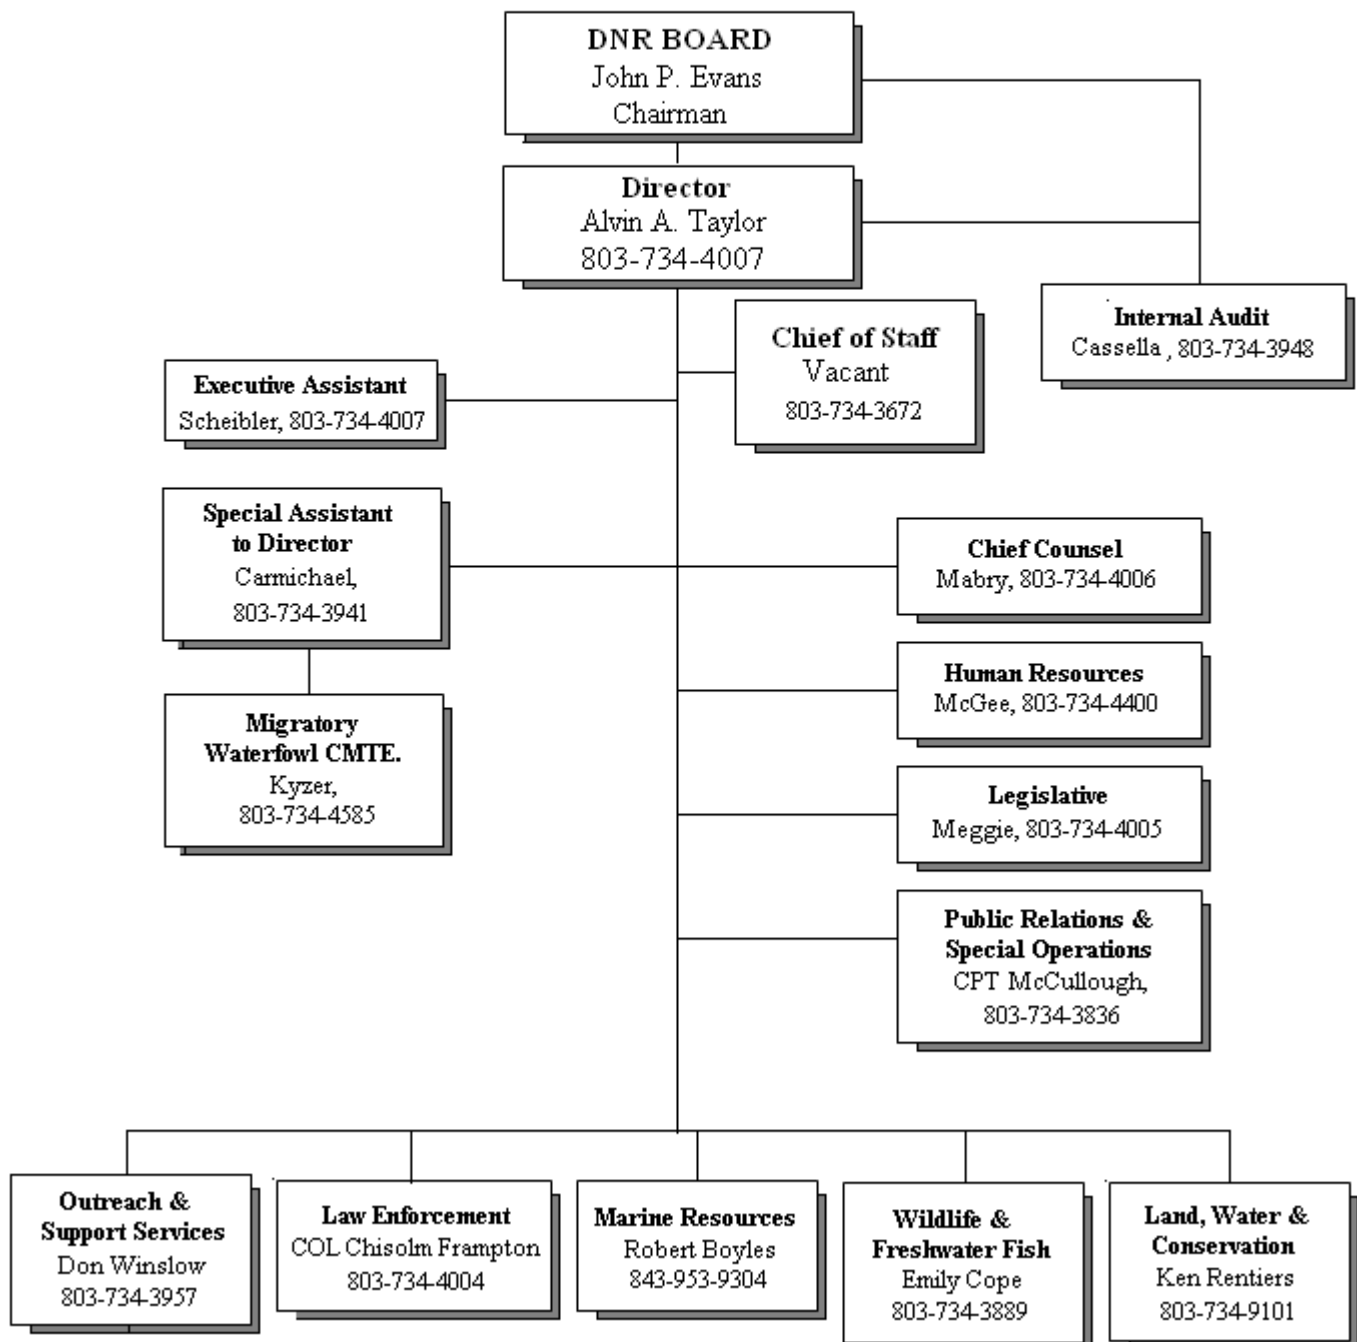 DNR BOARD
John P. Evans
Chairman
Director
Alvin A. Taylor
803-734-4007
Internal Audit
Cassella , 803-734-3948
Chief of Staff
Vacant
803-734-3672
Executive Assistant
Scheibler, 803-734-4007
Special Assistant
to Director
Carmichael,
803-734-3941
Chief Counsel
Mabry, 803-734-4006
Human Resources
McGee, 803-734-4400
Migratory
Waterfowl CMTE.
Kyzer,
803-734-4585
Legislative
Meggie, 803-734-4005
Public Relations &
Special Operations
CPT McCullough,
803-734-3836
Outreach &
Support Services
Don Winslow
803-734-3957
Law Enforcement
COL Chisolm Frampton
803-734-4004
Marine Resources
Robert Boyles
843-953-9304
Wildlife &
Freshwater Fish
Emily Cope
803-734-3889
Land, Water &
Conservation
Ken Rentiers
803-734-9101